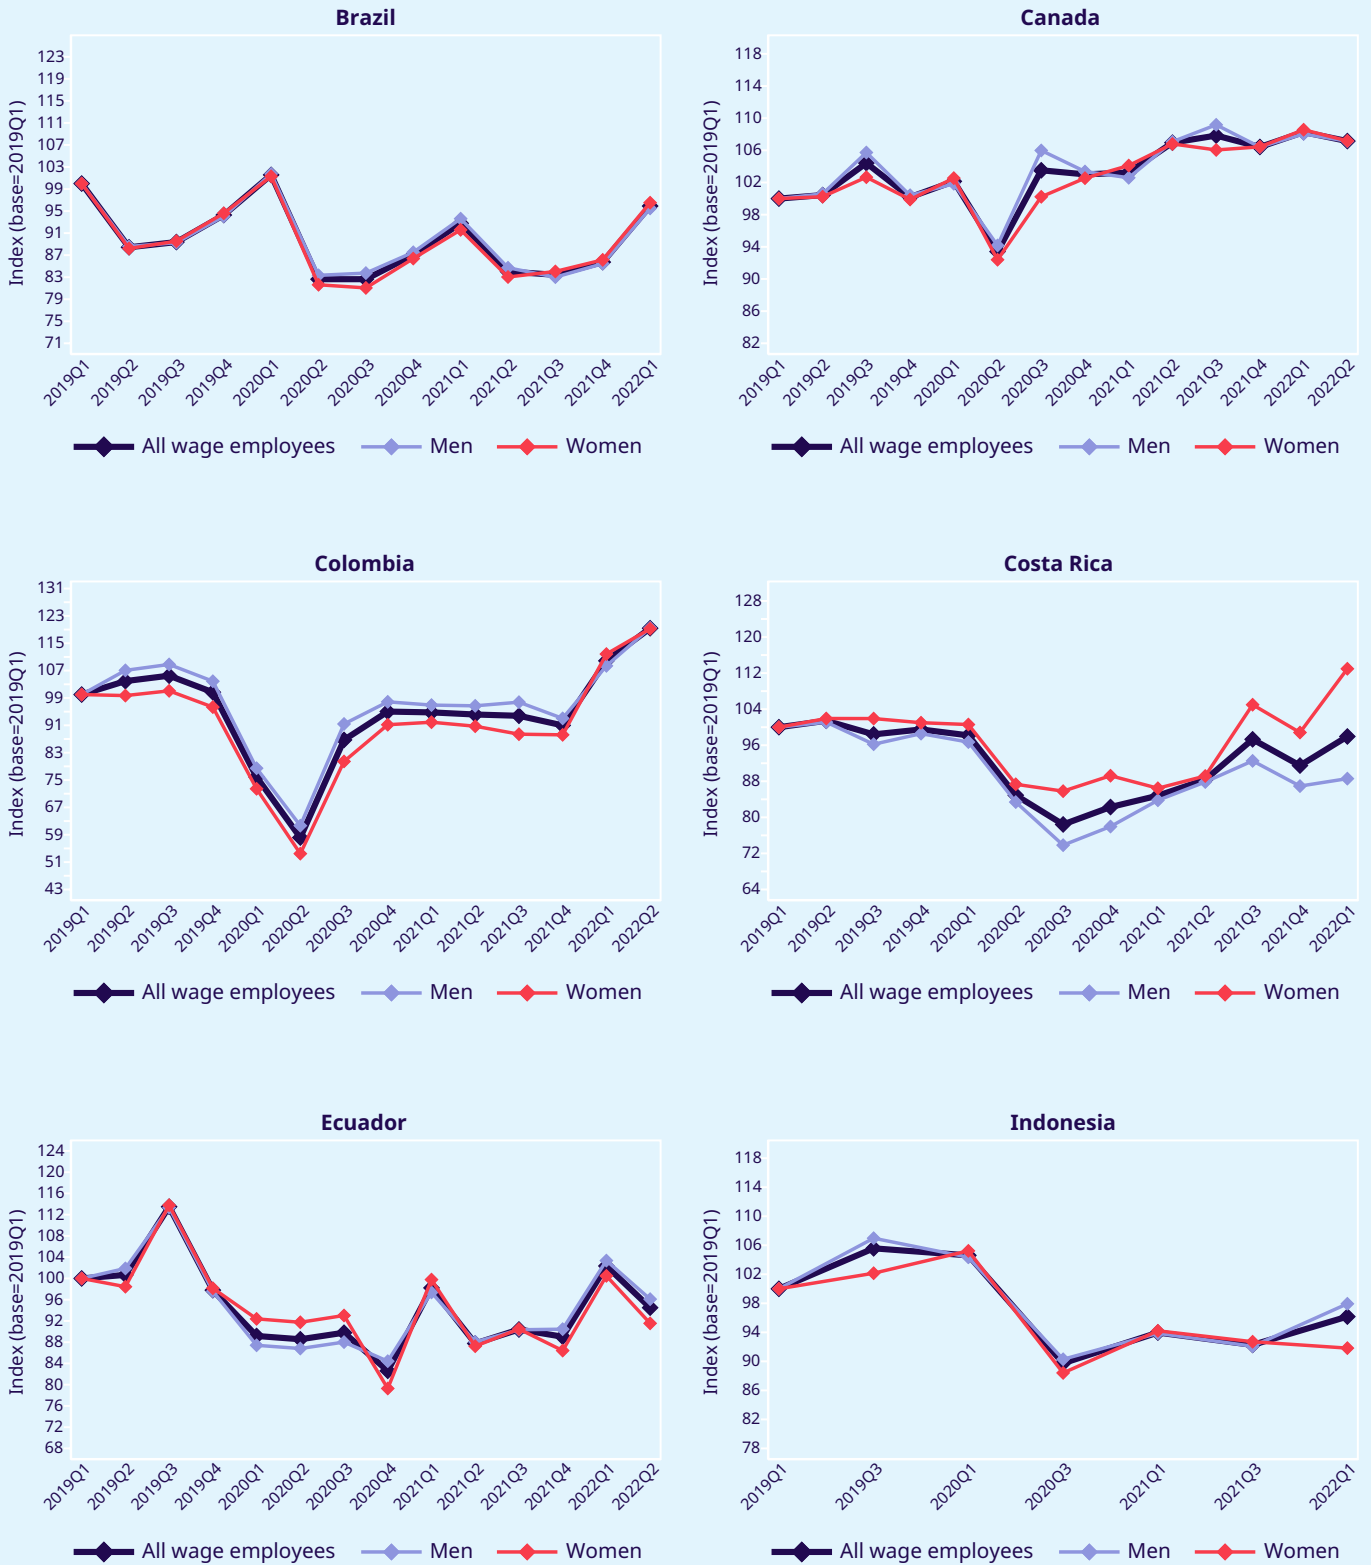 Brazil
Index (base=2019Q1)
123
119
115
111
107
103
99
95
91
87
83
79
75
71
2019Q1
2019Q2
2019Q3
2019Q4
2020Q1
2020Q2
2020Q3
2020Q4
2021Q1
2021Q2
2021Q3
2021Q4
2022Q1
All wage employees Men Women
Canada
Index (base=2019Q1)
118
114
110
106
102
98
94
90
86
82
2019Q1
2019Q2
2019Q3
2019Q4
2020Q1
2020Q2
2020Q3
2020Q4
2021Q1
2021Q2
2021Q3
2021Q4
2022Q1
2022Q2
All wage employees Men Women
Colombia
Index (base=2019Q1)
131
123
115
107
99
91
83
75
67
59
51
43
2019Q1
2019Q2
2019Q3
2019Q4
2020Q1
2020Q2
2020Q3
2020Q4
2021Q1
2021Q2
2021Q3
2021Q4
2022Q1
2022Q2
All wage employees Men Women
Costa Rica
Index (base=2019Q1)
128
120
112
104
96
88
80
72
64
2019Q1
2019Q2
2019Q3
2019Q4
2020Q1
2020Q2
2020Q3
2020Q4
2021Q1
2021Q2
2021Q3
2021Q4
2022Q1
All wage employees Men Women
Ecuador
Index (base=2019Q1)
124
120
116
112
108
104
100
96
92
88
84
80
76
72
68
2019Q1
2019Q2
2019Q3
2019Q4
2020Q1
2020Q2
2020Q3
2020Q4
2021Q1
2021Q2
2021Q3
2021Q4
2022Q1
2022Q2
All wage employees Men Women
Indonesia
Index (base=2019Q1)
118
114
110
106
102
98
94
90
86
82
78
2019Q1
2019Q3
2020Q1
2020Q3
2021Q1
2021Q3
2022Q1
All wage employees Men Women